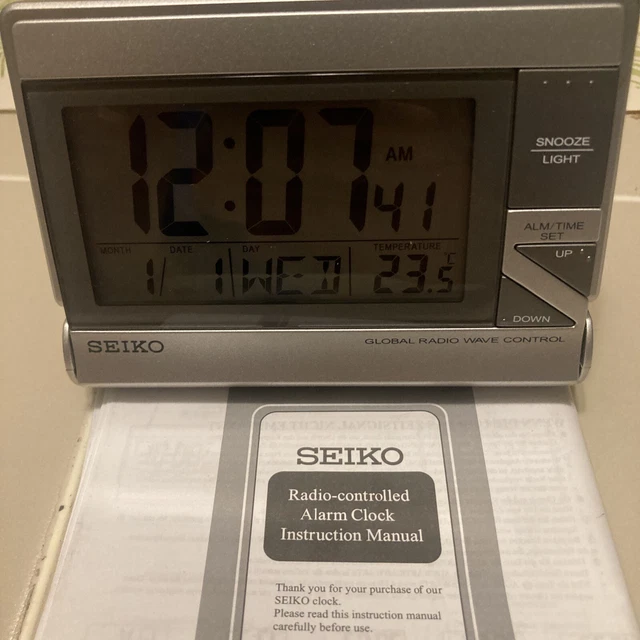 12:07 AM 41
MONTH DATE DAY TEMPERATURE
1/ 1 WED 23.5 °C
SNOOZE
LIGHT
ALM/TIME
SET
UP
DOWN
SEIKO GLOBAL RADIO WAVE CONTROL
SEIKO
Radio-controlled
Alarm Clock
Instruction Manual
Thank you for your purchase of our
SEIKO clock.
Please read this instruction manual
carefully before use.